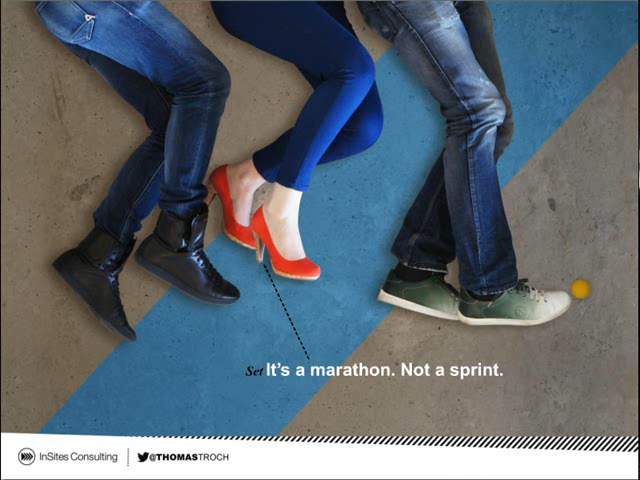 Set It's a marathon. Not a sprint.
InSites Consulting
@THOMASTROCH